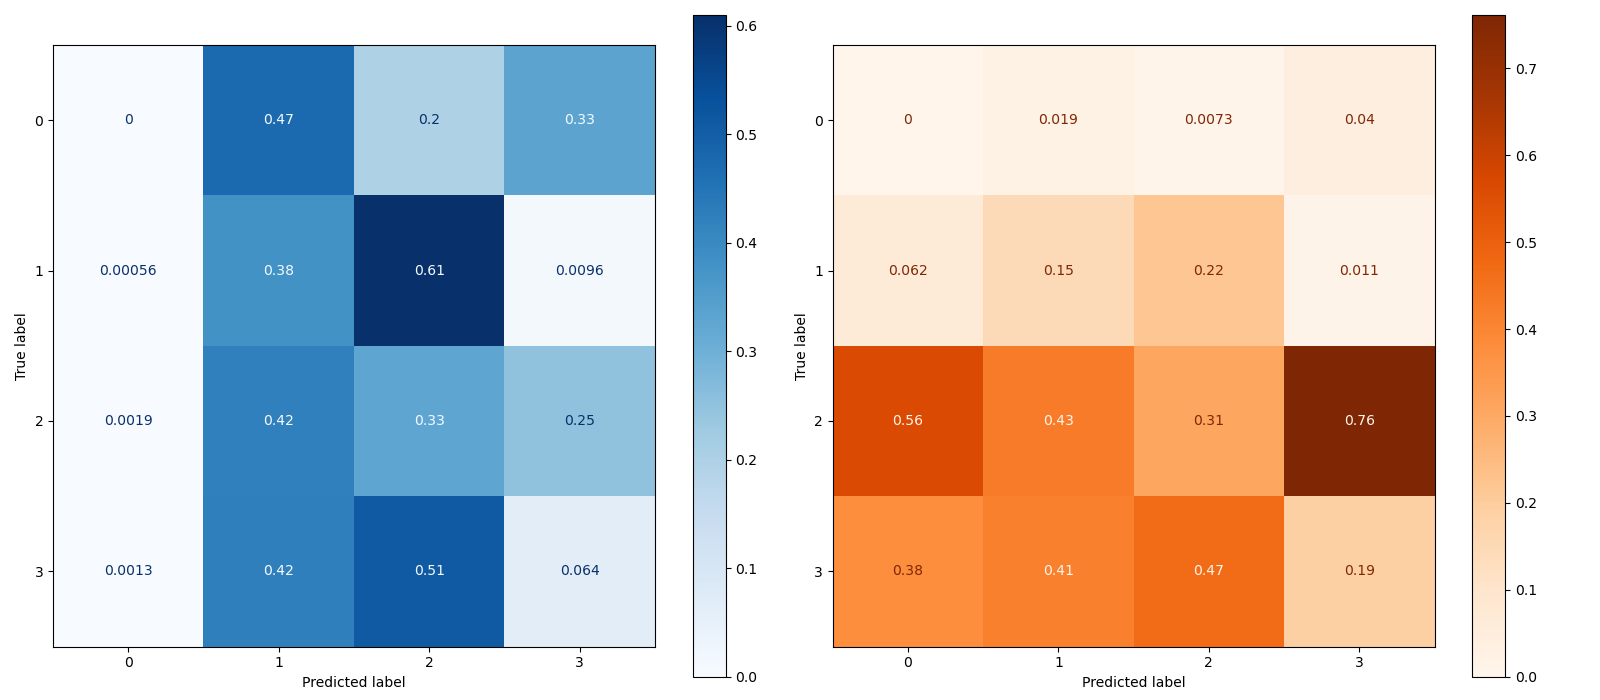 0 0 0.47 0.2 0.33
1 0.00056 0.38 0.61 0.0096
2 0.0019 0.42 0.33 0.25
3 0.0013 0.42 0.51 0.064
0 1 2 3
True label
Predicted label
0.6
0.5
0.4
0.3
0.2
0.1
0.0
0 0 0.019 0.0073 0.04
1 0.062 0.15 0.22 0.011
2 0.56 0.43 0.31 0.76
3 0.38 0.41 0.47 0.19
0 1 2 3
True label
Predicted label
0.7
0.6
0.5
0.4
0.3
0.2
0.1
0.0